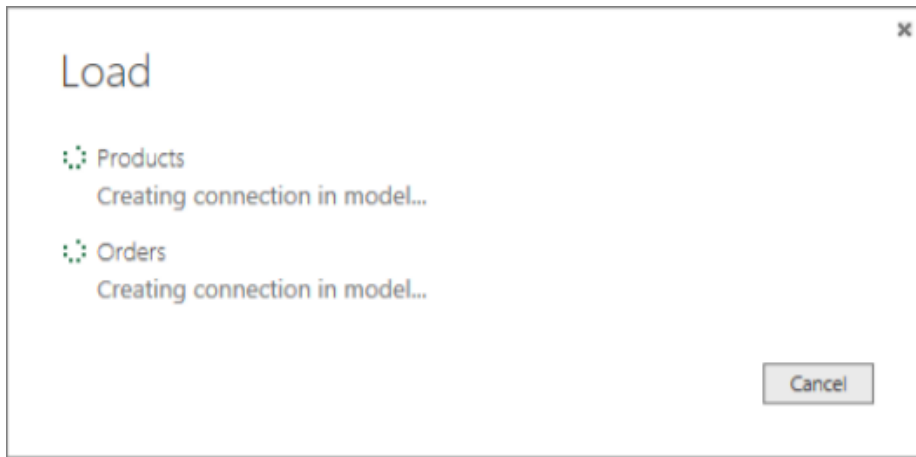 Load
Products
Creating connection in model...
Orders
Creating connection in model...
Cancel